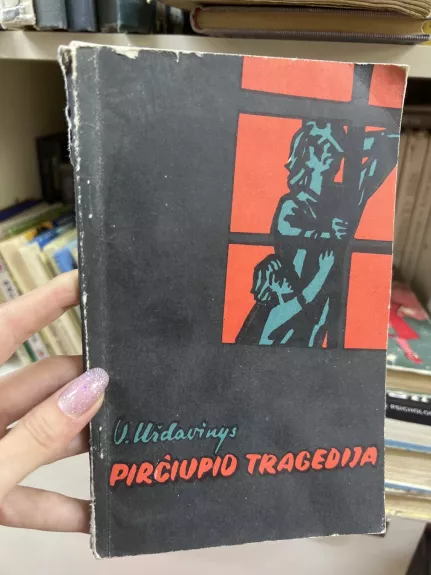 V. Uždavinys
PIRČIUPIO TRAGEDIJA